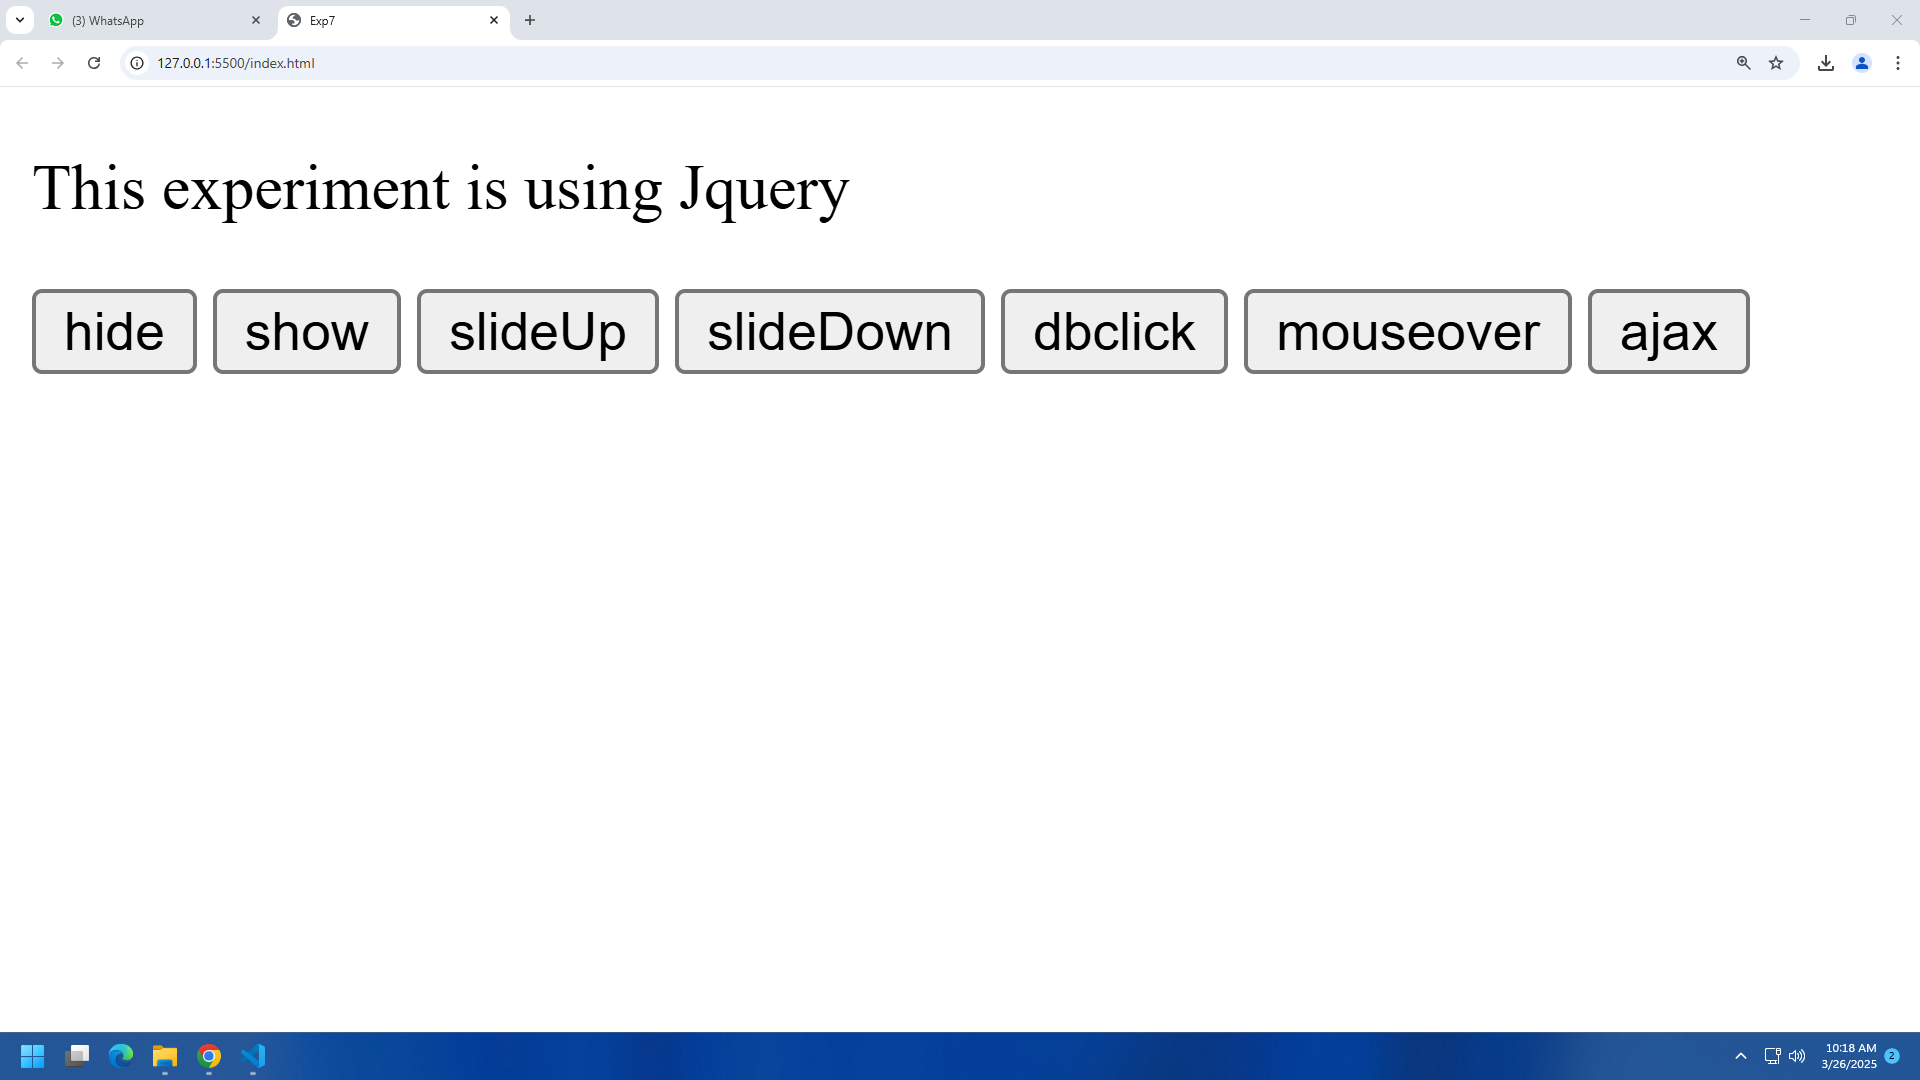 (3) WhatsApp
Exp7
127.0.0.1:5500/index.html
This experiment is using Jquery
hide show slideUp slideDown dbclick mouseover ajax
10:18 AM
3/26/2025
2